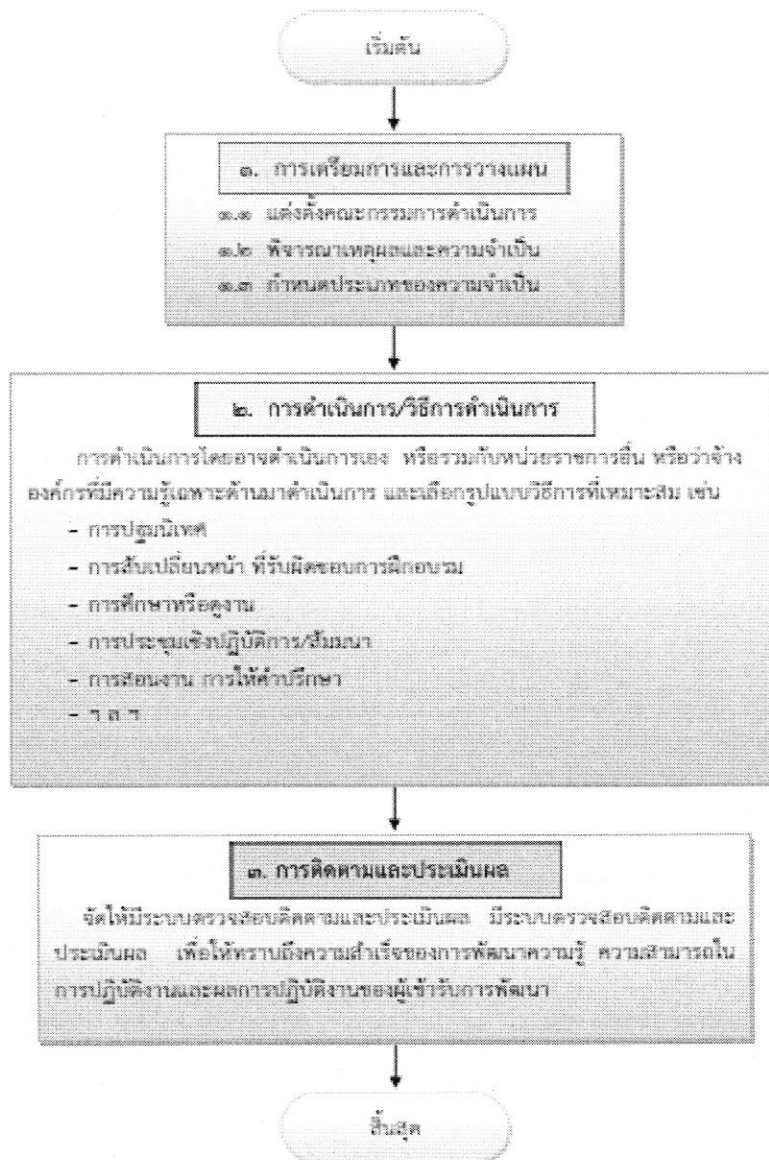 เริ่มต้น
๑. การเตรียมการและการวางแผน
๑.๑ แต่งตั้งคณะกรรมการดำเนินการ
๑.๒ พิจารณาเหตุผลและความจำเป็น
๑.๓ กำหนดประเภทของความจำเป็น
๒. การดำเนินการ/วิธีการดำเนินการ
การดำเนินการโดยอาจดำเนินการเอง หรือรวมกับหน่วยราชการอื่น หรือว่าจ้าง
องค์กรที่มีความรู้เฉพาะด้านมาดำเนินการ และเลือกรูปแบบวิธีการที่เหมาะสม เช่น
- การปฐมนิเทศ
- การสับเปลี่ยนหน้า ที่รับผิดชอบการฝึกอบรม
- การศึกษาหรือดูงาน
- การประชุมเชิงปฏิบัติการ/สัมมนา
- การสอนงาน การให้คำปรึกษา
- ฯ ล ฯ
๓. การติดตามและประเมินผล
จัดให้มีระบบตรวจสอบติดตามและประเมินผล มีระบบตรวจสอบติดตามและ
ประเมินผล เพื่อให้ทราบถึงความสำเร็จของการพัฒนาความรู้ ความสามารถใน
การปฏิบัติงานและผลการปฏิบัติงานของผู้เข้ารับการพัฒนา
สิ้นสุด